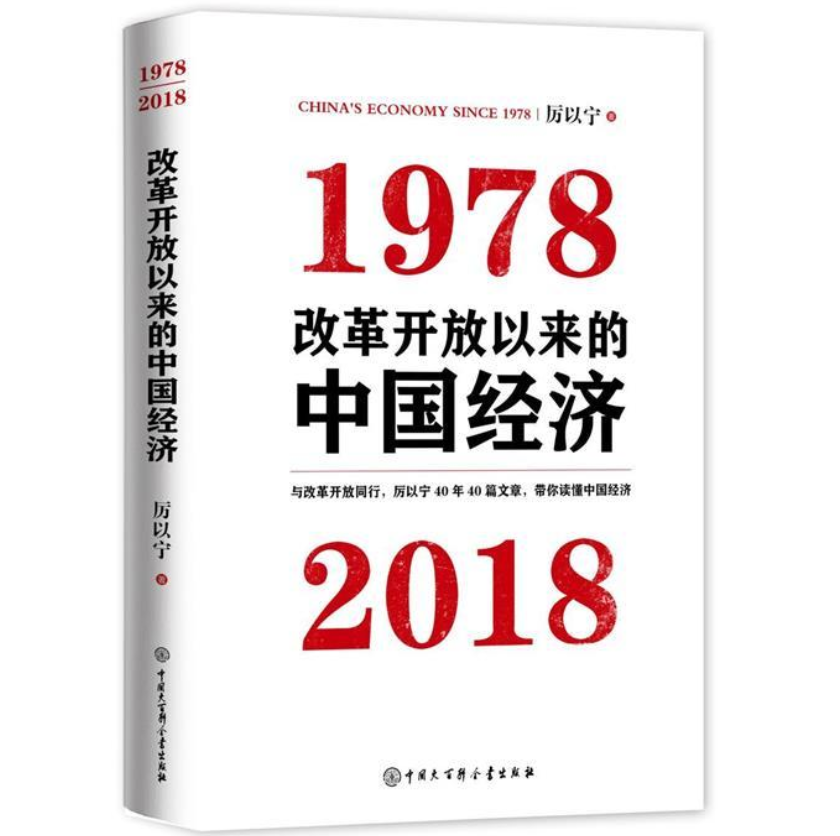 1978
2018
改革开放以来的中国经济
厉以宁 著
中国大百科全书出版社
CHINA'S ECONOMY SINCE 1978 | 厉以宁 著
1978
改革开放以来的
中国经济
与改革开放同行，厉以宁 40 年 40 篇文章，带你读懂中国经济
2018
中国大百科全书出版社